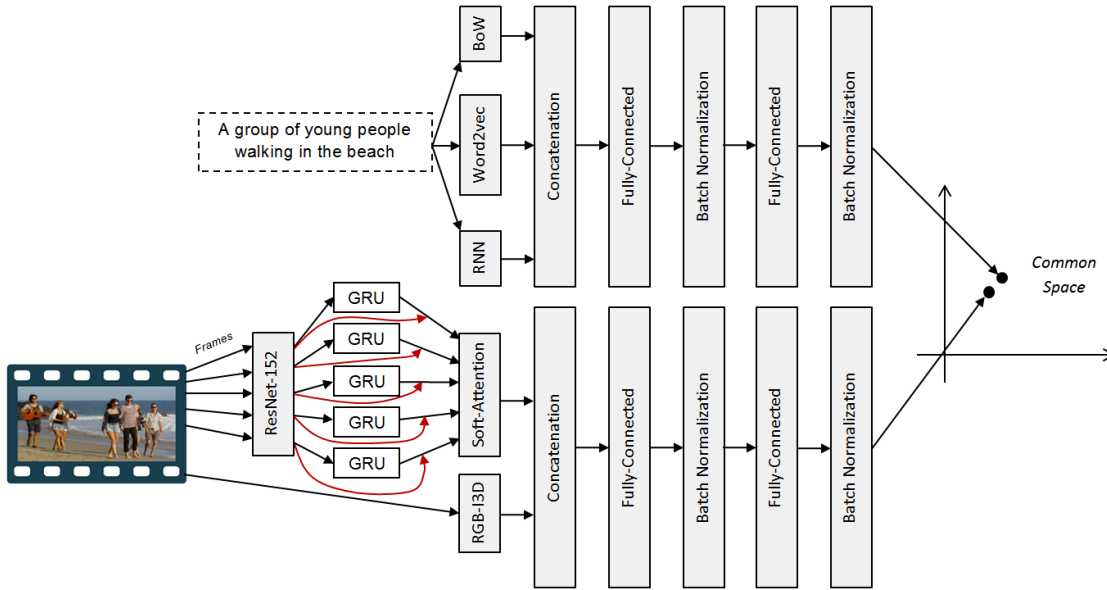 BoW
Word2vec
RNN
A group of young people
walking in the beach
Concatenation
Fully-Connected
Batch Normalization
Fully-Connected
Batch Normalization
Common
Space
Frames
ResNet-152
GRU
GRU
GRU
GRU
GRU
Soft-Attention
RGB-I3D
Concatenation
Fully-Connected
Batch Normalization
Fully-Connected
Batch Normalization